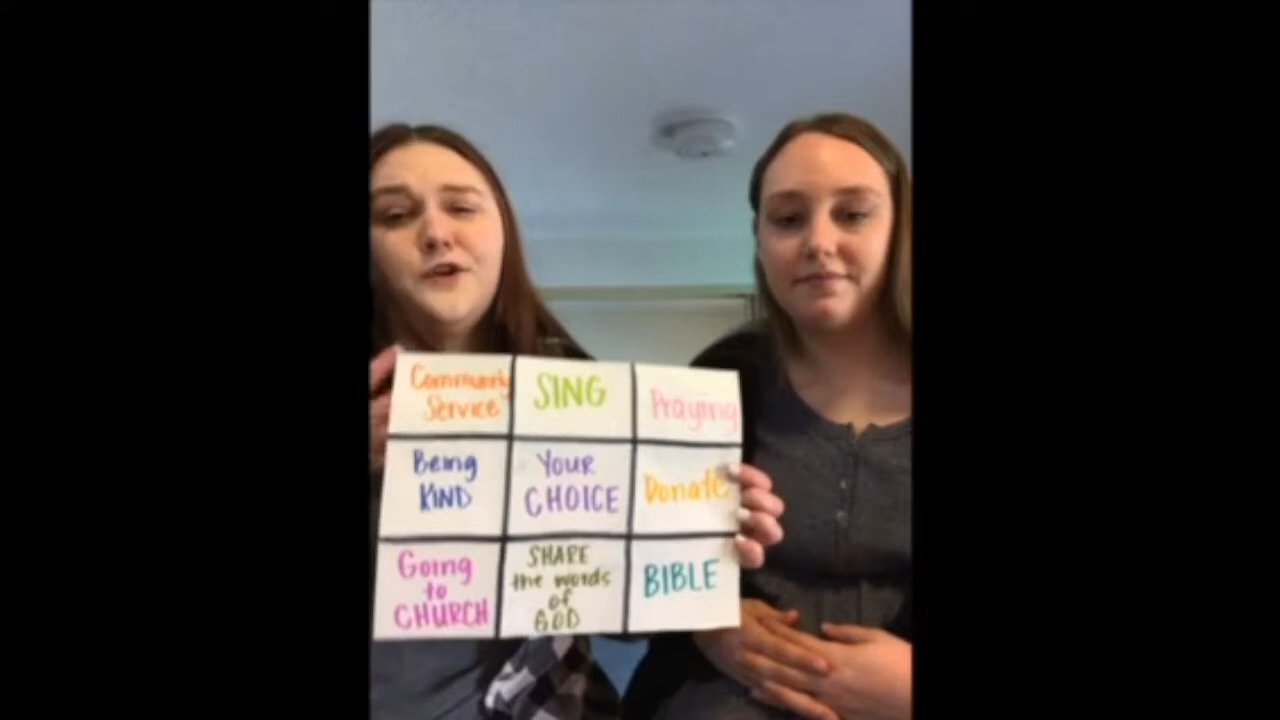 Community
Service
SING
Praying
Being
KIND
YOUR
CHOICE
Donate
Going
to
CHURCH
SHARE
the words
of
GOD
BIBLE